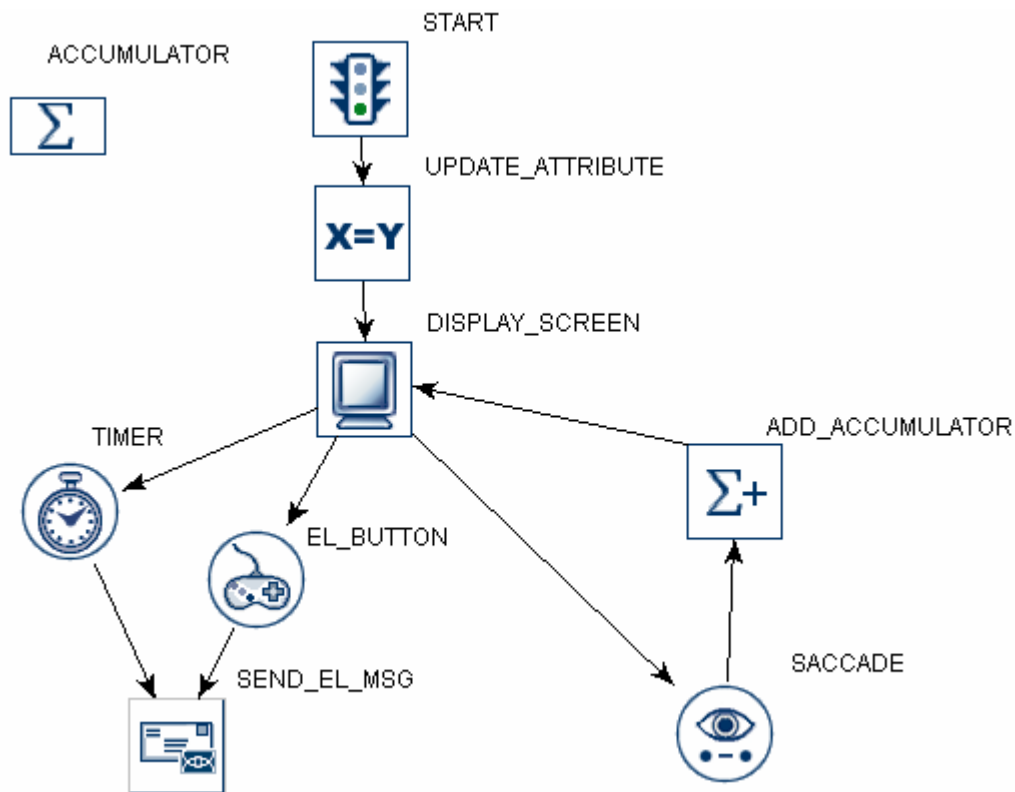 START
ACCUMULATOR
Σ
UPDATE_ATTRIBUTE
X=Y
DISPLAY_SCREEN
TIMER
ADD_ACCUMULATOR
Σ+
EL_BUTTON
SACCADE
SEND_EL_MSG